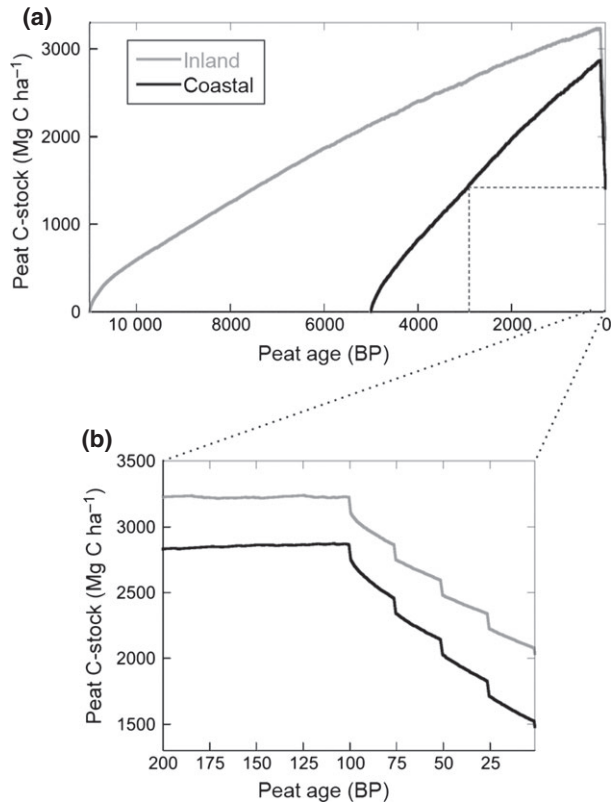 (a)
3000
2000
1000
0
Peat C-stock (Mg C ha⁻¹)
Inland
Coastal
10 000 8000 6000 4000 2000 0
Peat age (BP)
(b)
3500
3000
2500
2000
1500
Peat C-stock (Mg C ha⁻¹)
200 175 150 125 100 75 50 25
Peat age (BP)